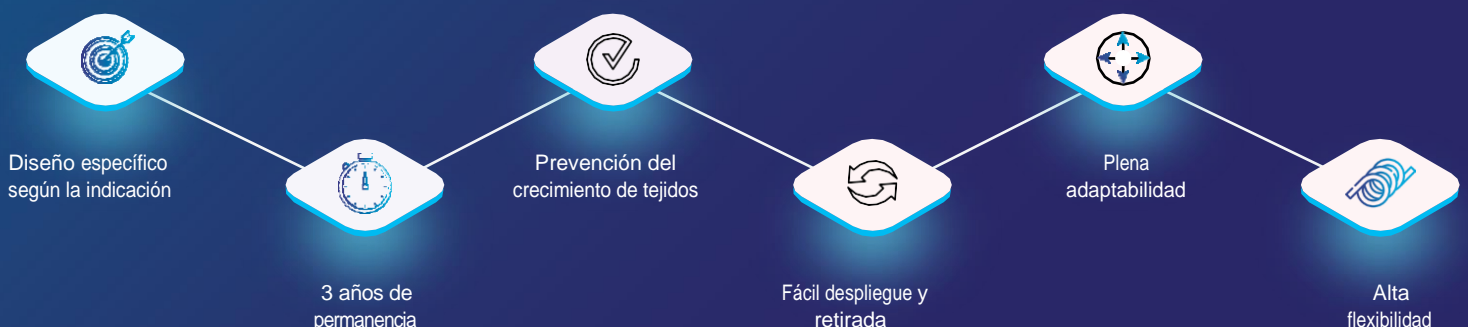 Diseño específico
según la indicación
3 años de
permanencia
Prevención del
crecimiento de tejidos
Fácil despliegue y
retirada
Plena
adaptabilidad
Alta
flexibilidad